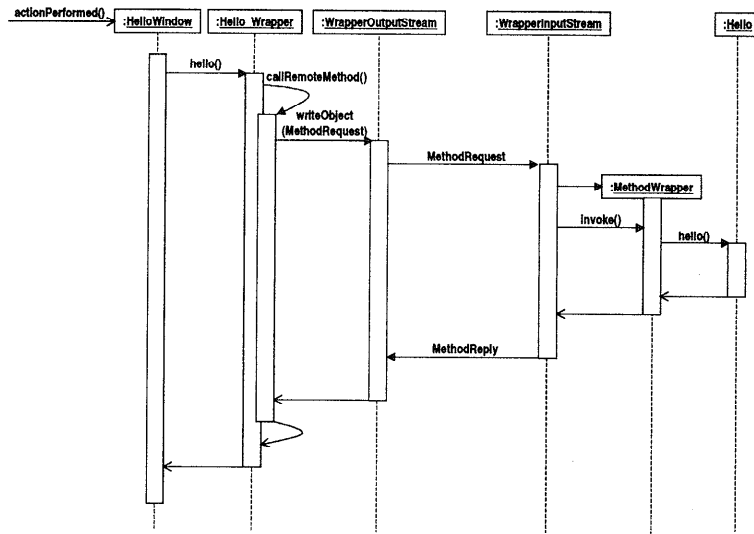 actionPerformed()
:HelloWindow
:Hello_Wrapper
:WrapperOutputStream
:WrapperInputStream
:Hello
hello()
callRemoteMethod()
writeObject
(MethodRequest)
MethodRequest
:MethodWrapper
invoke()
hello()
MethodReply